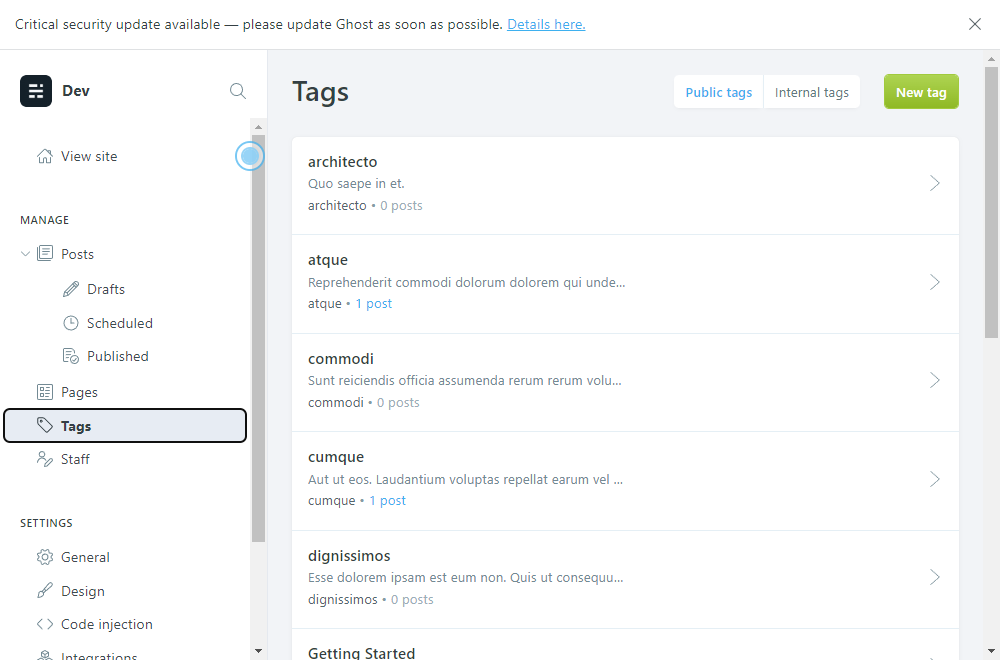 Critical security update available — please update Ghost as soon as possible. Details here.
Dev
View site
MANAGE
Posts
Drafts
Scheduled
Published
Pages
Tags
Staff
SETTINGS
General
Design
Code injection
Integrations
Tags
Public tags
Internal tags
New tag
architecto
Quo saepe in et.
architecto • 0 posts
atque
Reprehenderit commodi dolorum dolorem qui unde...
atque • 1 post
commodi
Sunt reiciendis officia assumenda rerum rerum volu...
commodi • 0 posts
cumque
Aut ut eos. Laudantium voluptas repellat earum vel ...
cumque • 1 post
dignissimos
Esse dolorem ipsam est eum non. Quis ut consequu...
dignissimos • 0 posts
Getting Started